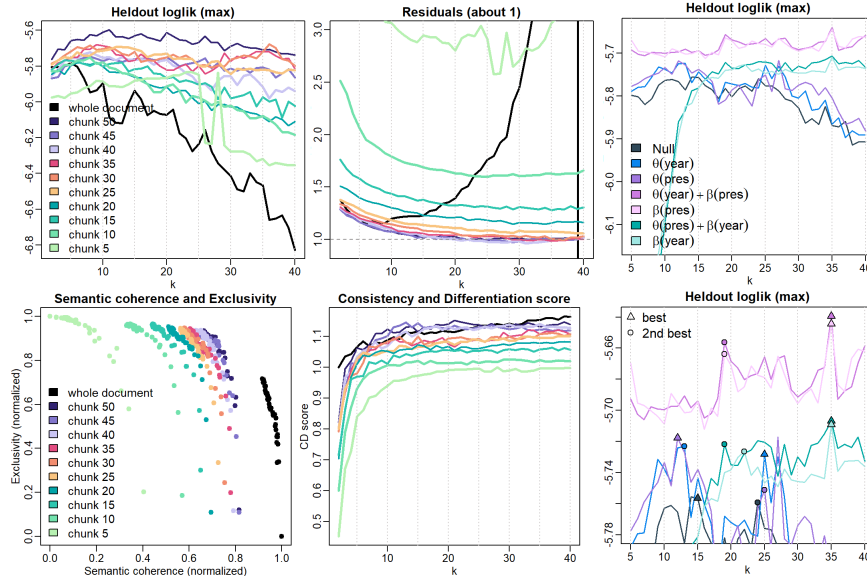 Heldout loglik (max)
-5.6
-5.8
-6.0
-6.2
-6.4
-6.6
-6.8
whole document
chunk 50
chunk 45
chunk 40
chunk 35
chunk 30
chunk 25
chunk 20
chunk 15
chunk 10
chunk 5
10
20
30
40
k
Residuals (about 1)
3.0
2.5
2.0
1.5
1.0
10
20
30
40
k
Heldout loglik (max)
-5.7
-5.8
-5.9
-6.0
-6.1
Null
θ(year)
θ(pres)
θ(year) + β(pres)
β(pres)
θ(pres) + β(year)
β(year)
5
10
15
20
25
30
35
40
k
Semantic coherence and Exclusivity
Exclusivity (normalized)
1.0
0.8
0.6
0.4
0.2
0.0
whole document
chunk 50
chunk 45
chunk 40
chunk 35
chunk 30
chunk 25
chunk 20
chunk 15
chunk 10
chunk 5
0.0
0.2
0.4
0.6
0.8
1.0
Semantic coherence (normalized)
Consistency and Differentiation score
CD score
1.1
1.0
0.9
0.8
0.7
0.6
0.5
10
20
30
40
k
Heldout loglik (max)
best
2nd best
-5.66
-5.70
-5.74
-5.78
5
10
15
20
25
30
35
40
k